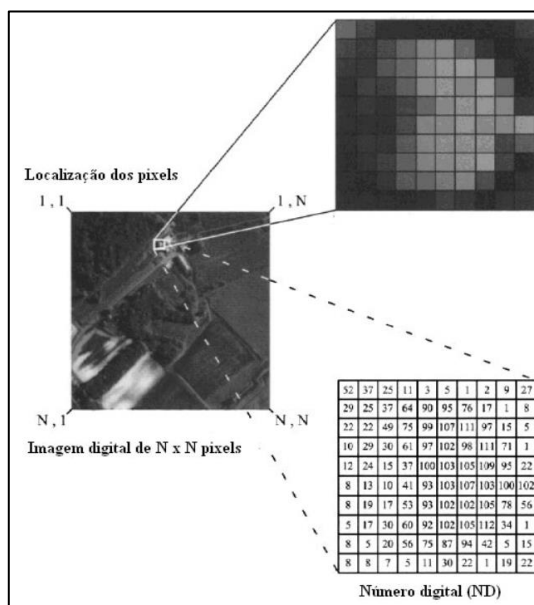 Localização dos pixels
1 , 1
1 , N
N, 1
N, N
Imagem digital de N x N pixels
52 37 25 11 3 5 1 2 9 27
29 25 37 64 90 95 76 17 1 8
22 22 49 75 99 107 111 97 15 5
10 29 30 61 97 102 98 111 71 1
12 24 15 37 100 103 105 109 95 22
8 13 10 41 93 103 107 103 100 102
8 19 17 53 93 102 102 105 78 56
5 17 30 60 92 102 105 112 34 1
8 5 20 56 75 87 94 42 5 15
8 8 7 5 11 30 22 1 19 22
Número digital (ND)